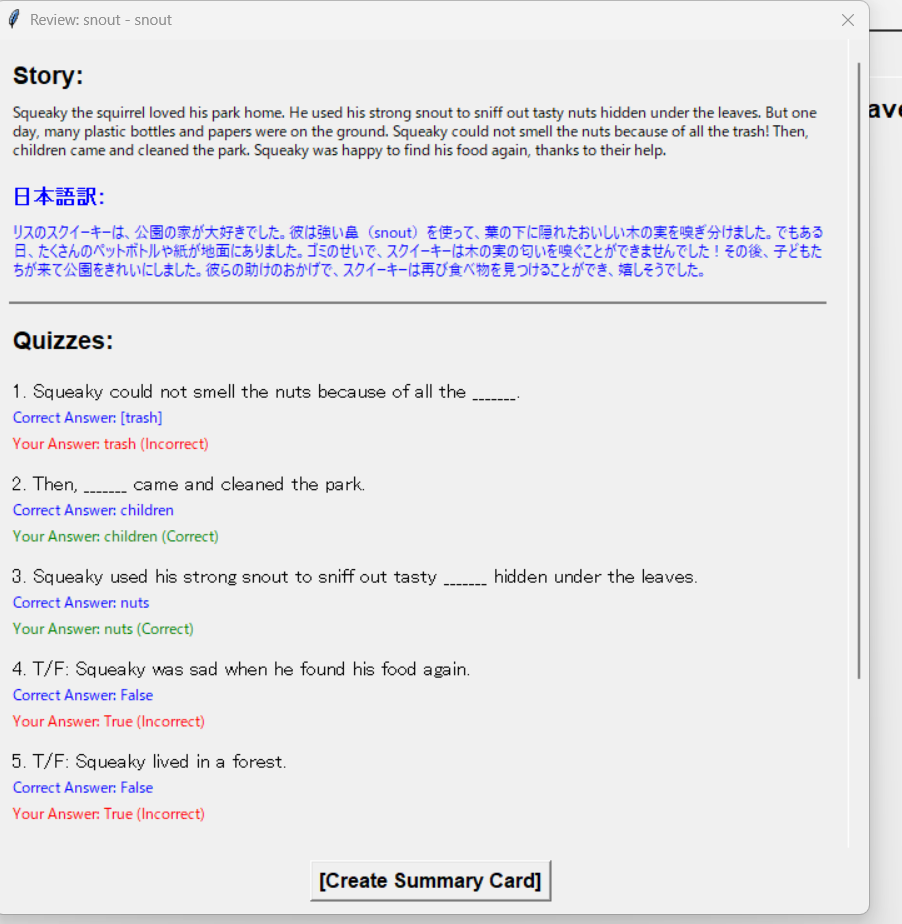 Review: snout - snout
Story:
Squeaky the squirrel loved his park home. He used his strong snout to sniff out tasty nuts hidden under the leaves. But one
day, many plastic bottles and papers were on the ground. Squeaky could not smell the nuts because of all the trash! Then,
children came and cleaned the park. Squeaky was happy to find his food again, thanks to their help.
日本語訳:
リスのスクイーキーは、公園の家が大好きでした。彼は強い鼻（snout）を使って、葉の下に隠れたおいしい木の実を嗅ぎ分けました。でもある
日、たくさんのペットボトルや紙が地面にありました。ゴミのせいで、スクイーキーは木の実の匂いを嗅ぐことができませんでした！その後、子どもた
ちが来て公園をきれいにしました。彼らの助けのおかげで、スクイーキーは再び食べ物を見つけることができ、嬉しそうでした。
Quizzes:
1. Squeaky could not smell the nuts because of all the _______.
Correct Answer: [trash]
Your Answer: trash (Incorrect)
2. Then, _______ came and cleaned the park.
Correct Answer: children
Your Answer: children (Correct)
3. Squeaky used his strong snout to sniff out tasty _______ hidden under the leaves.
Correct Answer: nuts
Your Answer: nuts (Correct)
4. T/F: Squeaky was sad when he found his food again.
Correct Answer: False
Your Answer: True (Incorrect)
5. T/F: Squeaky lived in a forest.
Correct Answer: False
Your Answer: True (Incorrect)
[Create Summary Card]